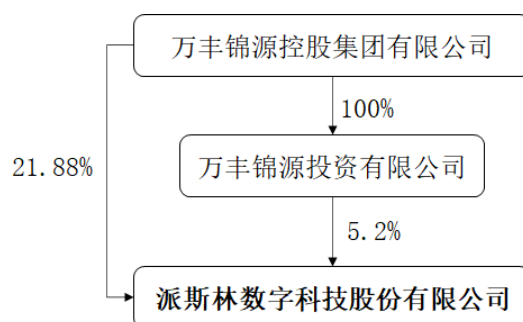 万丰锦源控股集团有限公司
100%
21.88%
万丰锦源投资有限公司
5.2%
派斯林数字科技股份有限公司